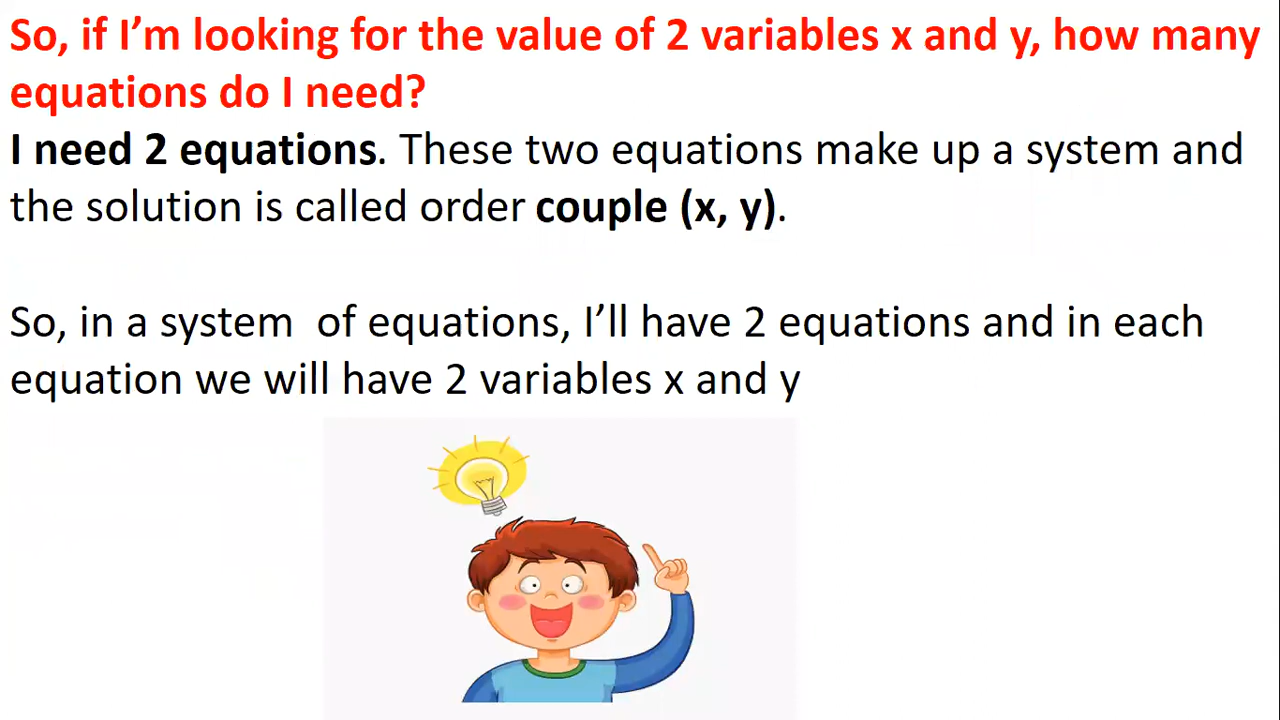 So, if I’m looking for the value of 2 variables x and y, how many
equations do I need?
I need 2 equations. These two equations make up a system and
the solution is called order couple (x, y).
So, in a system  of equations, I’ll have 2 equations and in each
equation we will have 2 variables x and y